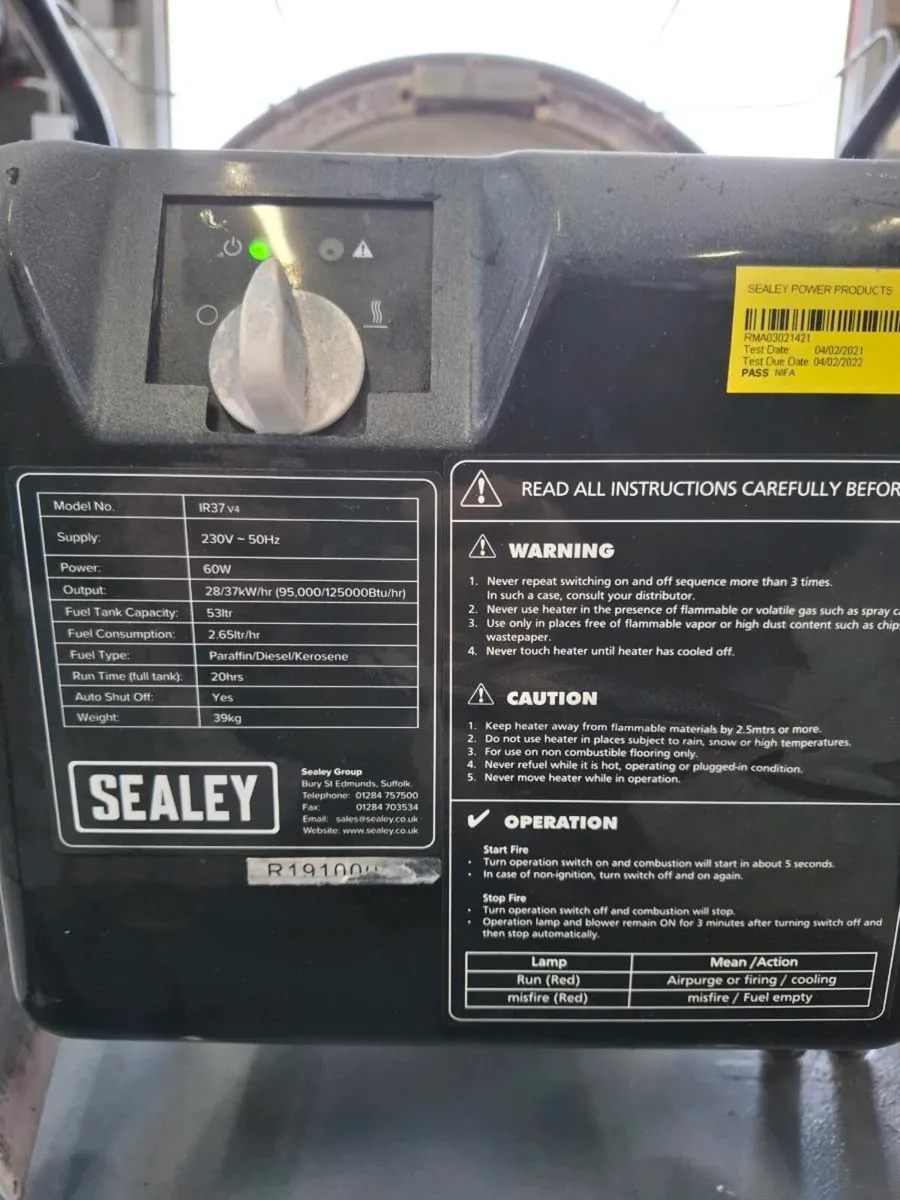 SEALEY POWER PRODUCTS
RMA03021421
Test Date 04/02/2021
Test Due Date 04/02/2022
PASS NIFA
Model No. IR37 V4
Supply: 230V ~ 50Hz
Power: 60W
Output: 28/37kW/hr (95,000/125000Btu/hr)
Fuel Tank Capacity: 53ltr
Fuel Consumption: 2.65ltr/hr
Fuel Type: Paraffin/Diesel/Kerosene
Run Time (full tank): 20hrs
Auto Shut Off: Yes
Weight: 39kg
SEALEY
Sealey Group
Bury St Edmunds, Suffolk.
Telephone: 01284 757500
Fax: 01284 703534
Email: sales@sealey.co.uk
Website: www.sealey.co.uk
READ ALL INSTRUCTIONS CAREFULLY BEFOR
WARNING
1. Never repeat switching on and off sequence more than 3 times.
In such a case, consult your distributor.
2. Never use heater in the presence of flammable or volatile gas such as spray ca
3. Use only in places free of flammable vapor or high dust content such as chips
wastepaper.
4. Never touch heater until heater has cooled off.
CAUTION
1. Keep heater away from flammable materials by 2.5mtrs or more.
2. Do not use heater in places subject to rain, snow or high temperatures.
3. For use on non combustible flooring only.
4. Never refuel while it is hot, operating or plugged-in condition.
5. Never move heater while in operation.
OPERATION
Start Fire
• Turn operation switch on and combustion will start in about 5 seconds.
• In case of non-ignition, turn switch off and on again.
Stop Fire
• Turn operation switch off and combustion will stop.
• Operation lamp and blower remain ON for 3 minutes after turning switch off and
then stop automatically.
Lamp Mean /Action
Run (Red) Airpurge or firing / cooling
misfire (Red) misfire / Fuel empty